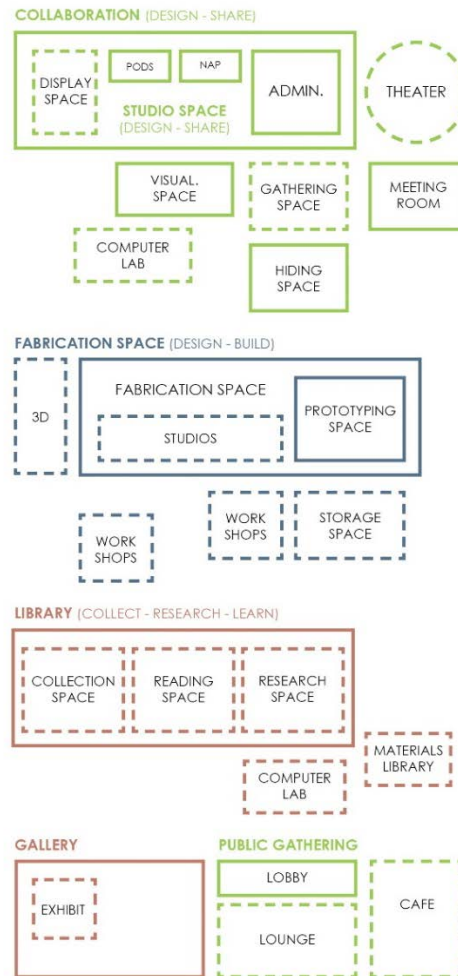 COLLABORATION (DESIGN - SHARE)
DISPLAY
SPACE
PODS
NAP
ADMIN.
STUDIO SPACE
(DESIGN - SHARE)
THEATER
VISUAL.
SPACE
GATHERING
SPACE
MEETING
ROOM
COMPUTER
LAB
HIDING
SPACE
FABRICATION SPACE (DESIGN - BUILD)
3D
FABRICATION SPACE
STUDIOS
PROTOTYPING
SPACE
WORK
SHOPS
WORK
SHOPS
STORAGE
SPACE
LIBRARY (COLLECT - RESEARCH - LEARN)
COLLECTION
SPACE
READING
SPACE
RESEARCH
SPACE
COMPUTER
LAB
MATERIALS
LIBRARY
GALLERY
EXHIBIT
PUBLIC GATHERING
LOBBY
LOUNGE
CAFE